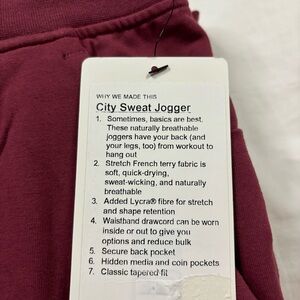 WHY WE MADE THIS
City Sweat Jogger
1. Sometimes, basics are best.
These naturally breathable
joggers have your back (and
your legs, too) from workout to
hang out
2. Stretch French terry fabric is
soft, quick-drying,
sweat-wicking, and naturally
breathable
3. Added Lycra® fibre for stretch
and shape retention
4. Waistband drawcord can be worn
inside or out to give you
options and reduce bulk
5. Secure back pocket
6. Hidden media and coin pockets
7. Classic tapered fit